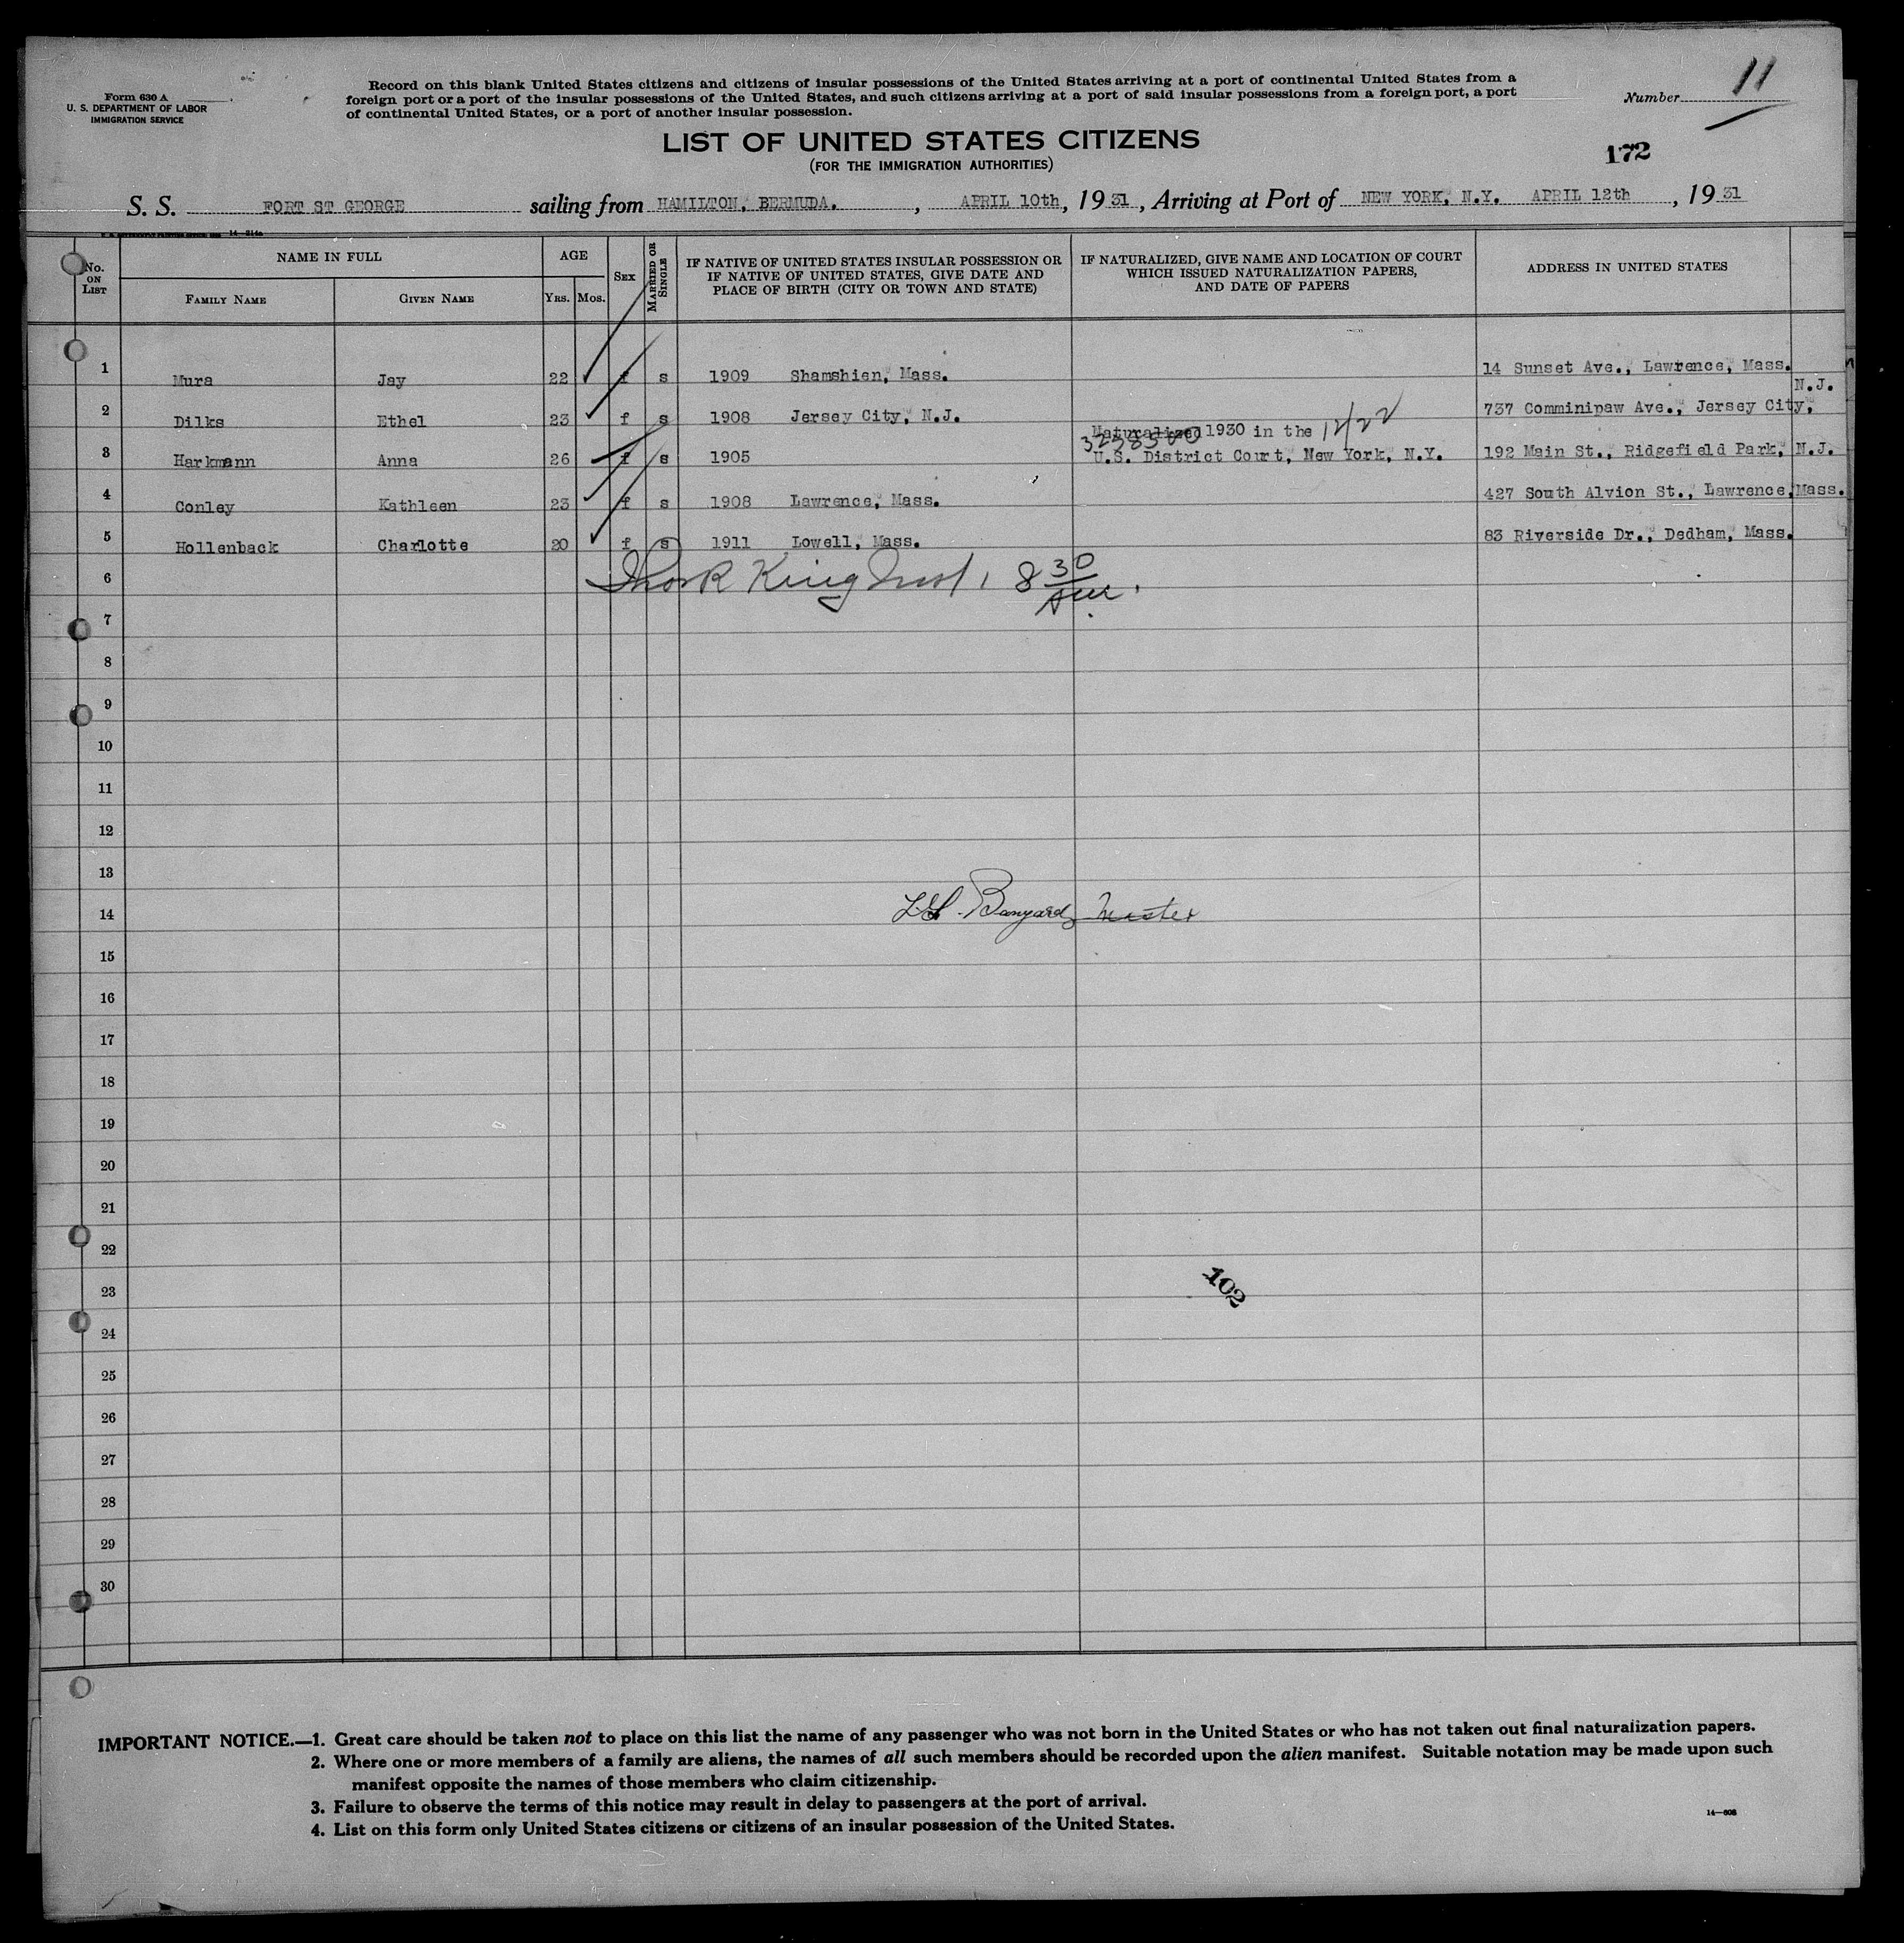 Form 630 A
U. S. DEPARTMENT OF LABOR
IMMIGRATION SERVICE
Record on this blank United States citizens and citizens of insular possessions of the United States arriving at a port of continental United States from a
foreign port or a port of the insular possessions of the United States, and such citizens arriving at a port of said insular possessions from a foreign port, a port
of continental United States, or a port of another insular possession.
Number 11
LIST OF UNITED STATES CITIZENS
(FOR THE IMMIGRATION AUTHORITIES)
172
S. S. FORT ST GEORGE sailing from HAMILTON, BERMUDA. , APRIL 10th, 19 31, Arriving at Port of NEW YORK, N.Y. APRIL 12th , 19 31
No. ON LIST
NAME IN FULL
FAMILY NAME
GIVEN NAME
AGE
YRS. MOS.
SEX
MARRIED OR SINGLE
IF NATIVE OF UNITED STATES INSULAR POSSESSION OR
IF NATIVE OF UNITED STATES, GIVE DATE AND
PLACE OF BIRTH (CITY OR TOWN AND STATE)
IF NATURALIZED, GIVE NAME AND LOCATION OF COURT
WHICH ISSUED NATURALIZATION PAPERS,
AND DATE OF PAPERS
ADDRESS IN UNITED STATES
1 Mura Jay 22 f s 1909 Shamshien, Mass. 14 Sunset Ave., Lawrence, Mass.
2 Dilks Ethel 23 f s 1908 Jersey City, N.J. 737 Comminipaw Ave., Jersey City, N.J.
Naturalized 1930 in the 12/22
3238500
3 Harkmann Anna 26 f s 1905 U.S. District Court, New York, N.Y. 192 Main St., Ridgefield Park, N.J.
4 Conley Kathleen 23 f s 1908 Lawrence, Mass. 427 South Alvion St., Lawrence, Mass.
5 Hollenback Charlotte 20 f s 1911 Lowell, Mass. 83 Riverside Dr., Dedham, Mass.
6 King 8 30 AM.
7
8
9
10
11
12
13
14 Banyard, Master
15
16
17
18
19
20
21
22
23
102
24
25
26
27
28
29
30
IMPORTANT NOTICE.—1. Great care should be taken not to place on this list the name of any passenger who was not born in the United States or who has not taken out final naturalization papers.
2. Where one or more members of a family are aliens, the names of all such members should be recorded upon the alien manifest. Suitable notation may be made upon such
manifest opposite the names of those members who claim citizenship.
3. Failure to observe the terms of this notice may result in delay to passengers at the port of arrival.
4. List on this form only United States citizens or citizens of an insular possession of the United States.
14—608